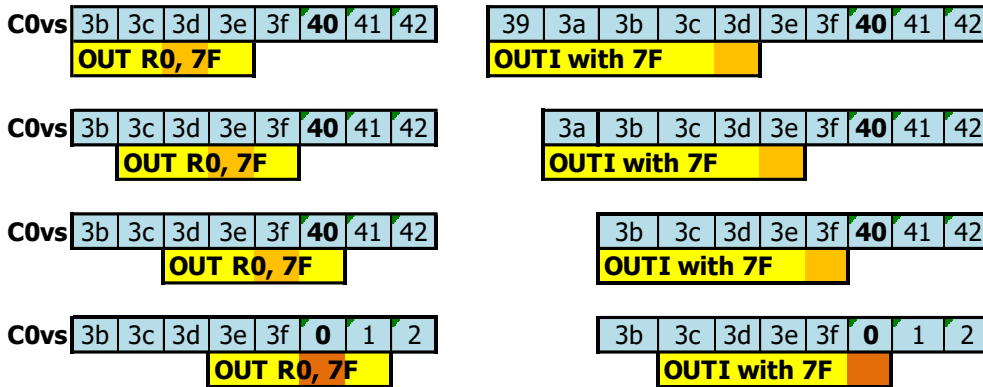 C0vs 3b 3c 3d 3e 3f 40 41 42 39 3a 3b 3c 3d 3e 3f 40 41 42
OUT R0, 7F OUTI with 7F
C0vs 3b 3c 3d 3e 3f 40 41 42 3a 3b 3c 3d 3e 3f 40 41 42
OUT R0, 7F OUTI with 7F
C0vs 3b 3c 3d 3e 3f 40 41 42 3b 3c 3d 3e 3f 40 41 42
OUT R0, 7F OUTI with 7F
C0vs 3b 3c 3d 3e 3f 0 1 2 3b 3c 3d 3e 3f 0 1 2
OUT R0, 7F OUTI with 7F